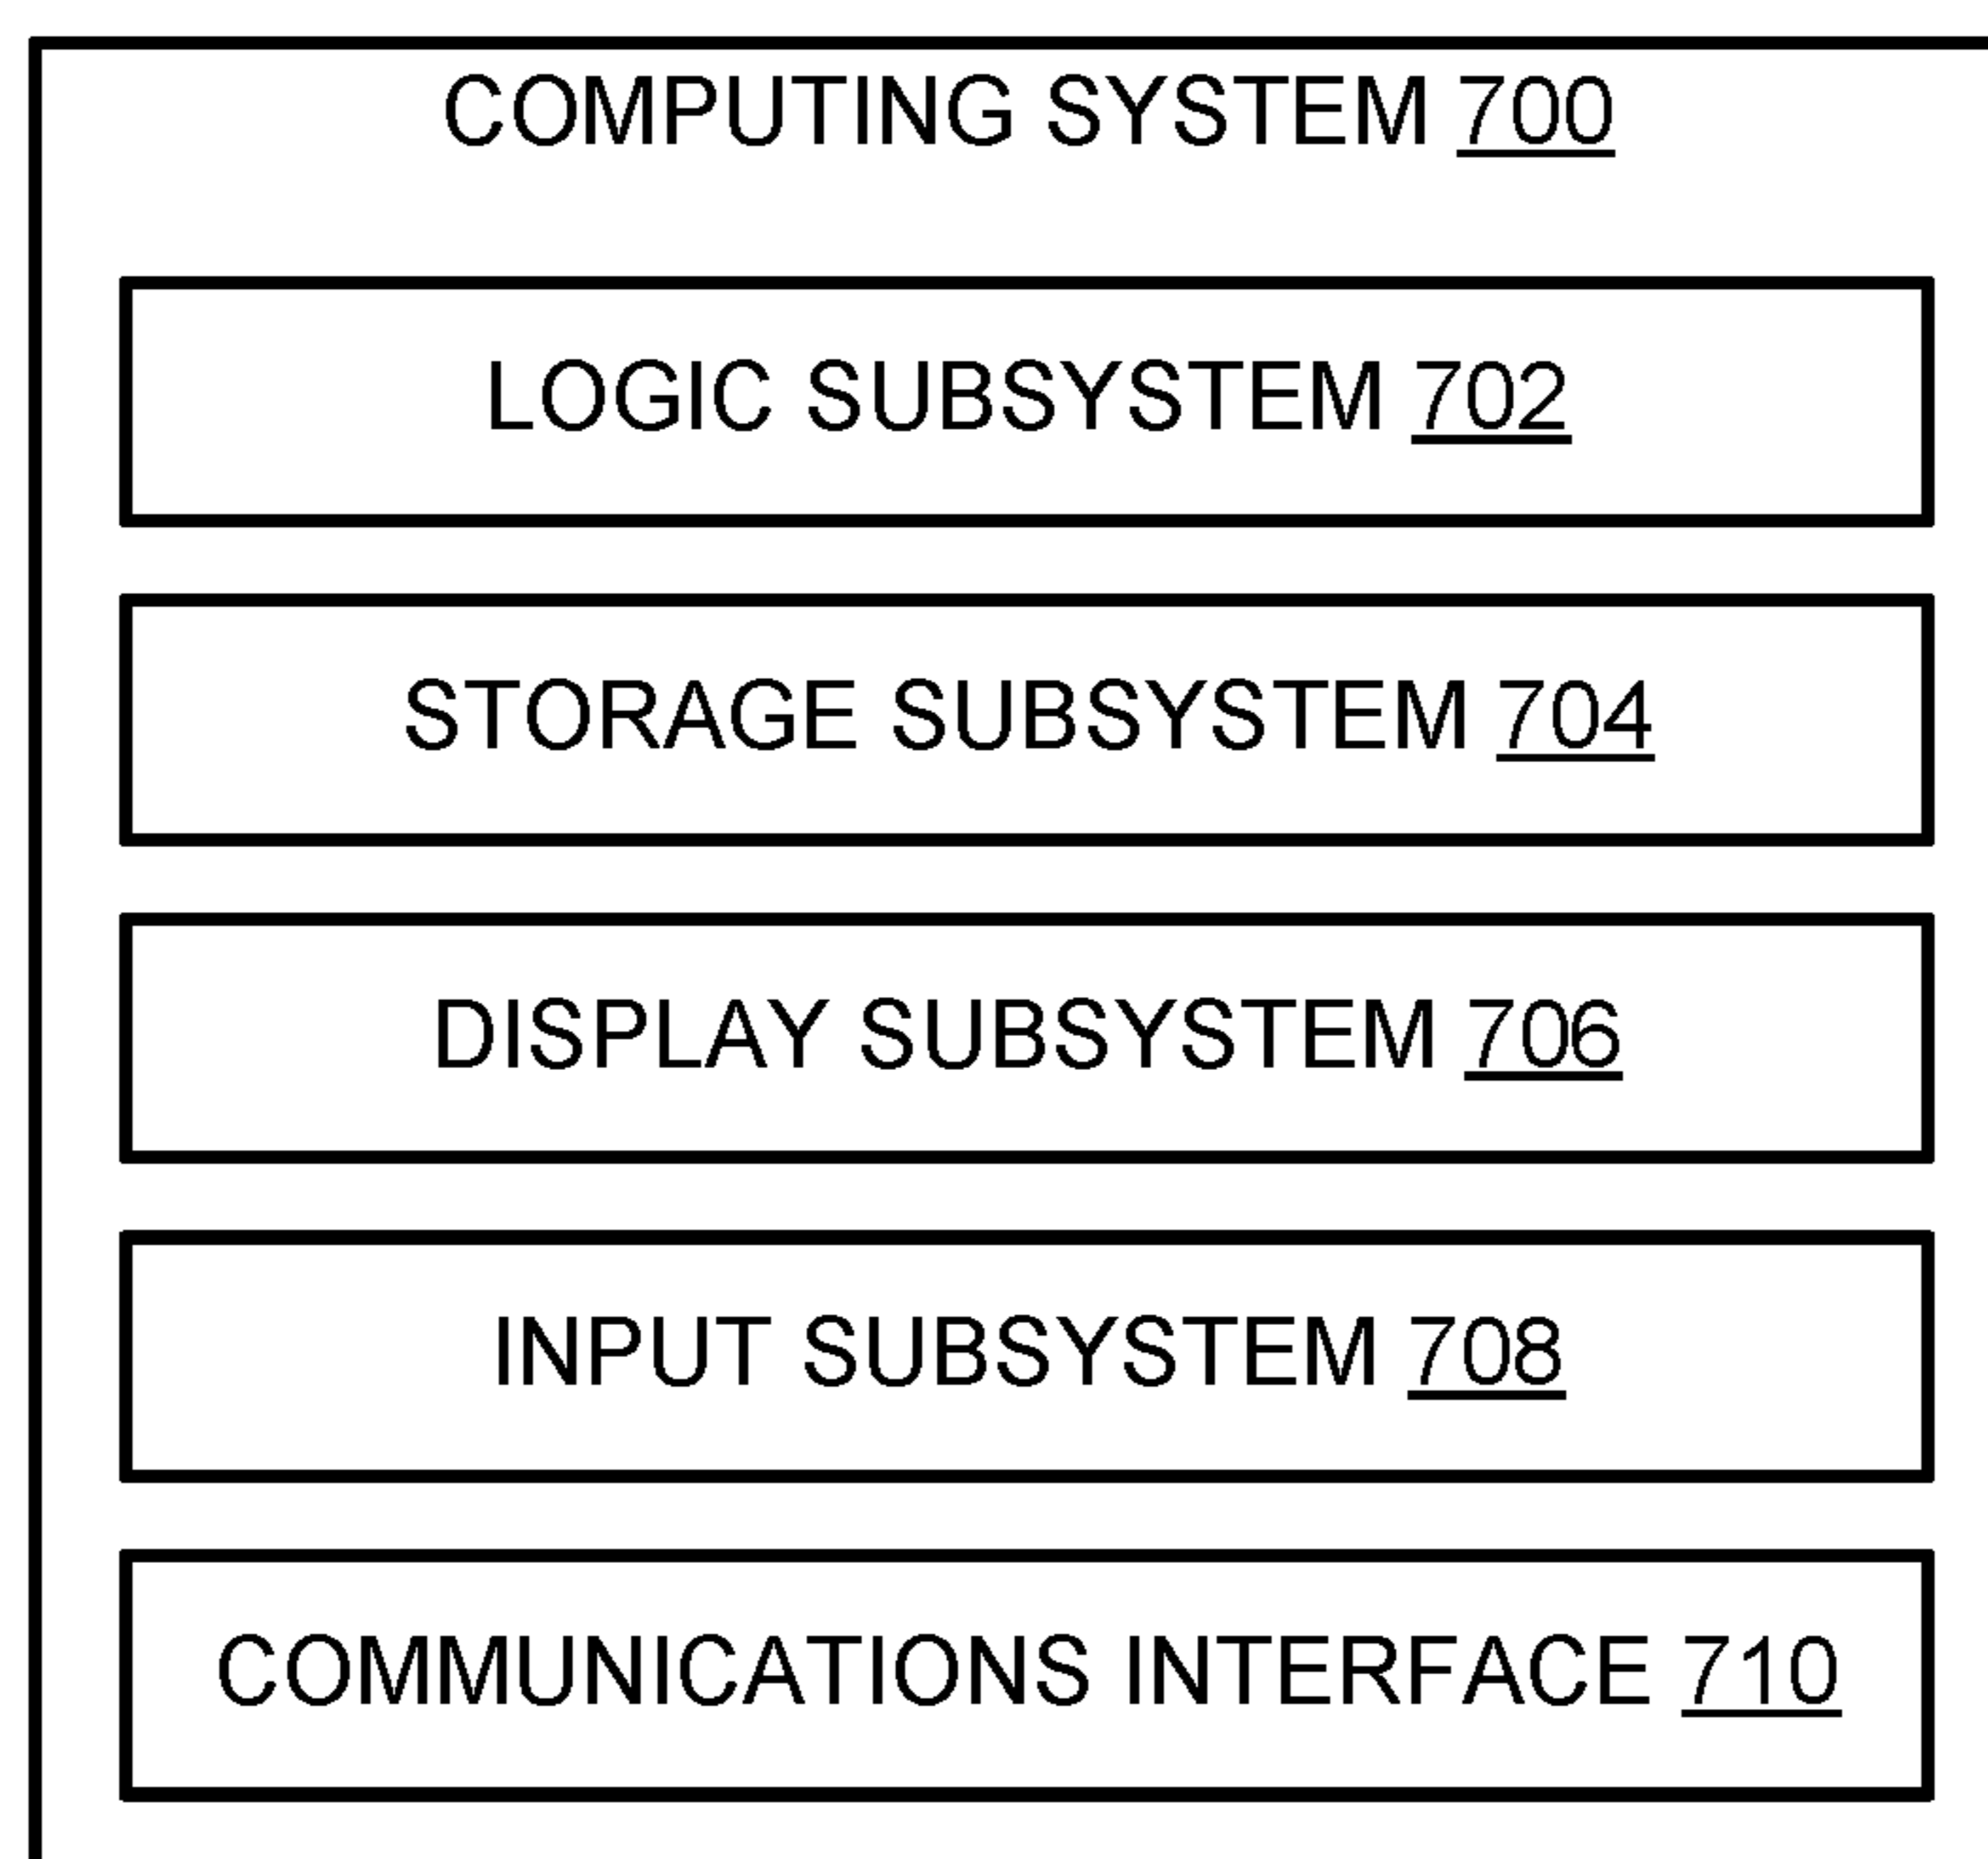 COMPUTING SYSTEM 700
LOGIC SUBSYSTEM 702
STORAGE SUBSYSTEM 704
DISPLAY SUBSYSTEM 706
INPUT SUBSYSTEM 708
COMMUNICATIONS INTERFACE 710